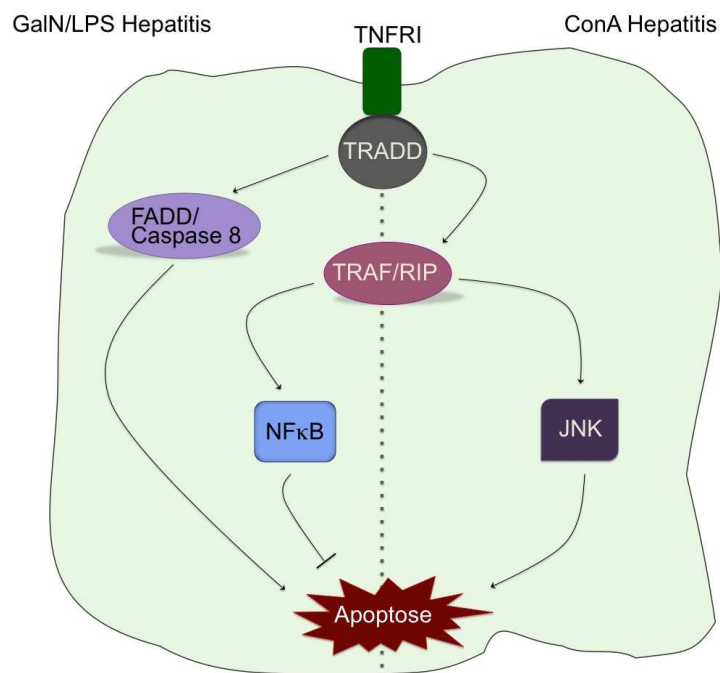 GalN/LPS Hepatitis
ConA Hepatitis
TNFRI
TRADD
FADD/
Caspase 8
TRAF/RIP
NFκB
JNK
Apoptose